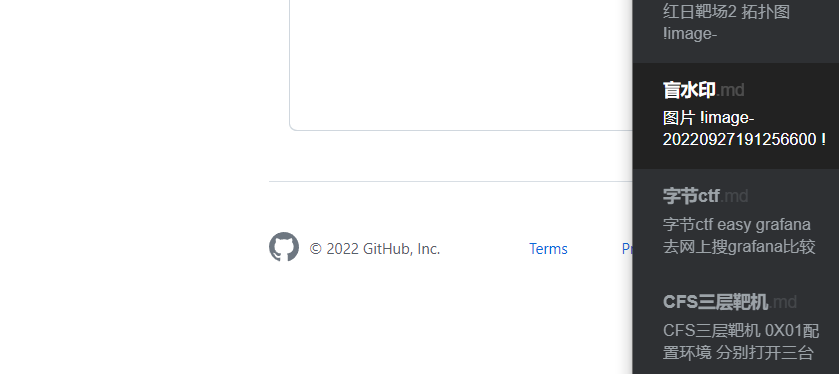 © 2022 GitHub, Inc.
Terms
红日靶场2 拓扑图
!image-
盲水印.md
图片 !image-
20220927191256600 !
字节ctf.md
字节ctf easy grafana
去网上搜grafana比较
CFS三层靶机.md
CFS三层靶机 0X01配
置环境 分别打开三台